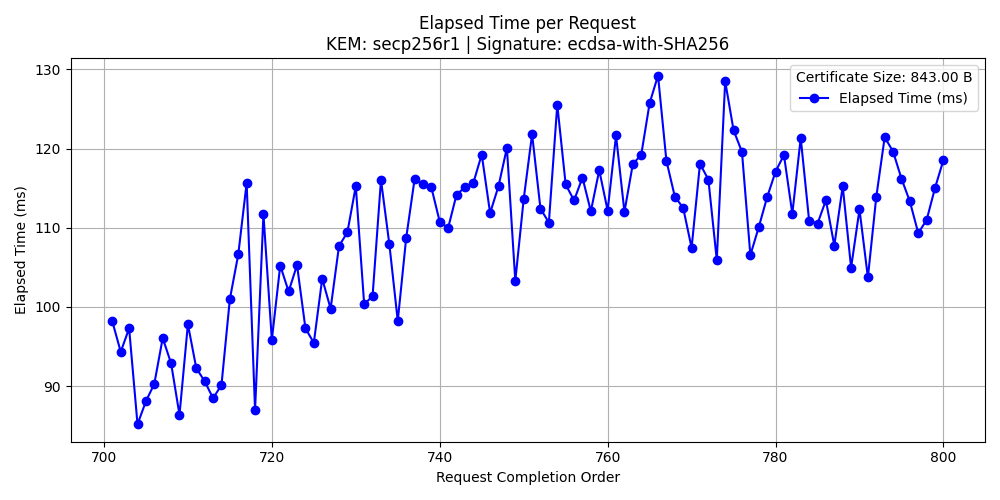 Elapsed Time per Request
KEM: secp256r1 | Signature: ecdsa-with-SHA256
Certificate Size: 843.00 B
Elapsed Time (ms)
Elapsed Time (ms)
130
120
110
100
90
700
720
740
760
780
800
Request Completion Order